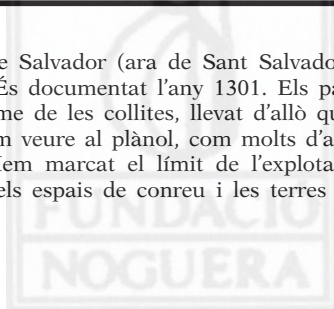 e Salvador (ara de Sant Salvado
És documentat l'any 1301. Els pa
me de les collites, llevat d'allò qu
m veure al plànol, com molts d'a
Hem marcat el límit de l'explota
els espais de conreu i les terres
FUNDACIÓ
NOGUERA